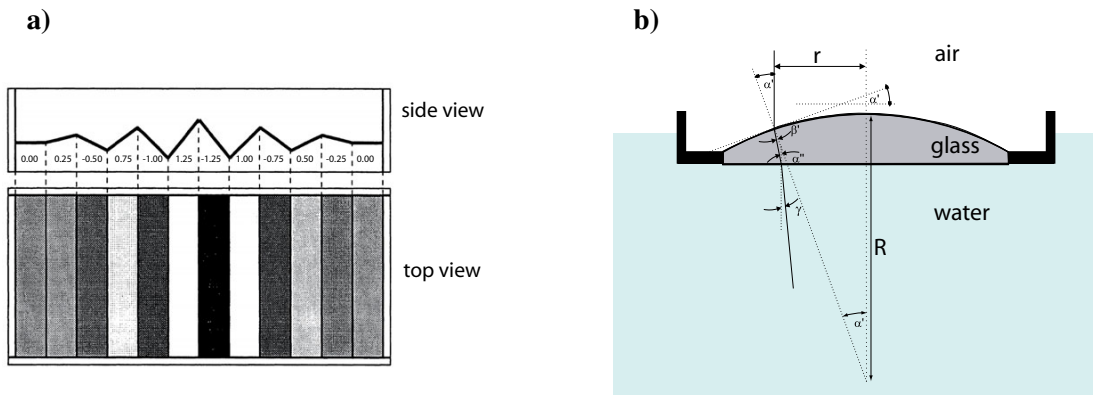 a)
side view
0.00 0.25 -0.50 0.75 -1.00 1.25 -1.25 1.00 -0.75 0.50 -0.25 0.00
top view
b)
r
air
α'
α'
β'
glass
α"
water
γ
R
α'